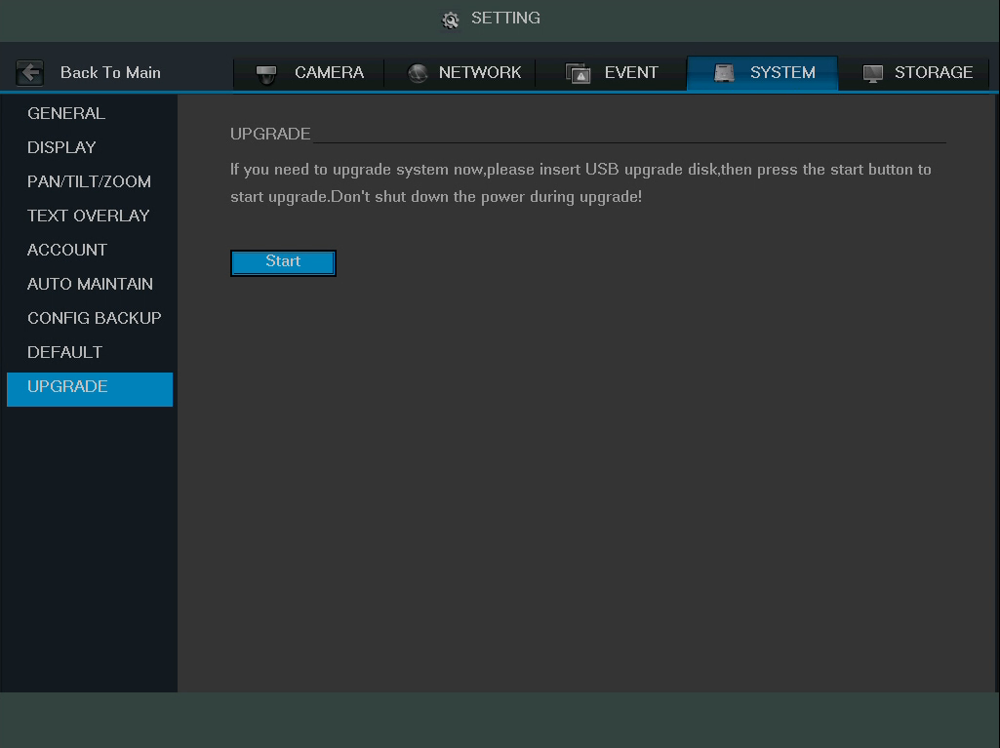 SETTING
Back To Main
CAMERA
NETWORK
EVENT
SYSTEM
STORAGE
GENERAL
DISPLAY
PAN/TILT/ZOOM
TEXT OVERLAY
ACCOUNT
AUTO MAINTAIN
CONFIG BACKUP
DEFAULT
UPGRADE
UPGRADE
If you need to upgrade system now,please insert USB upgrade disk,then press the start button to
start upgrade.Don't shut down the power during upgrade!
Start